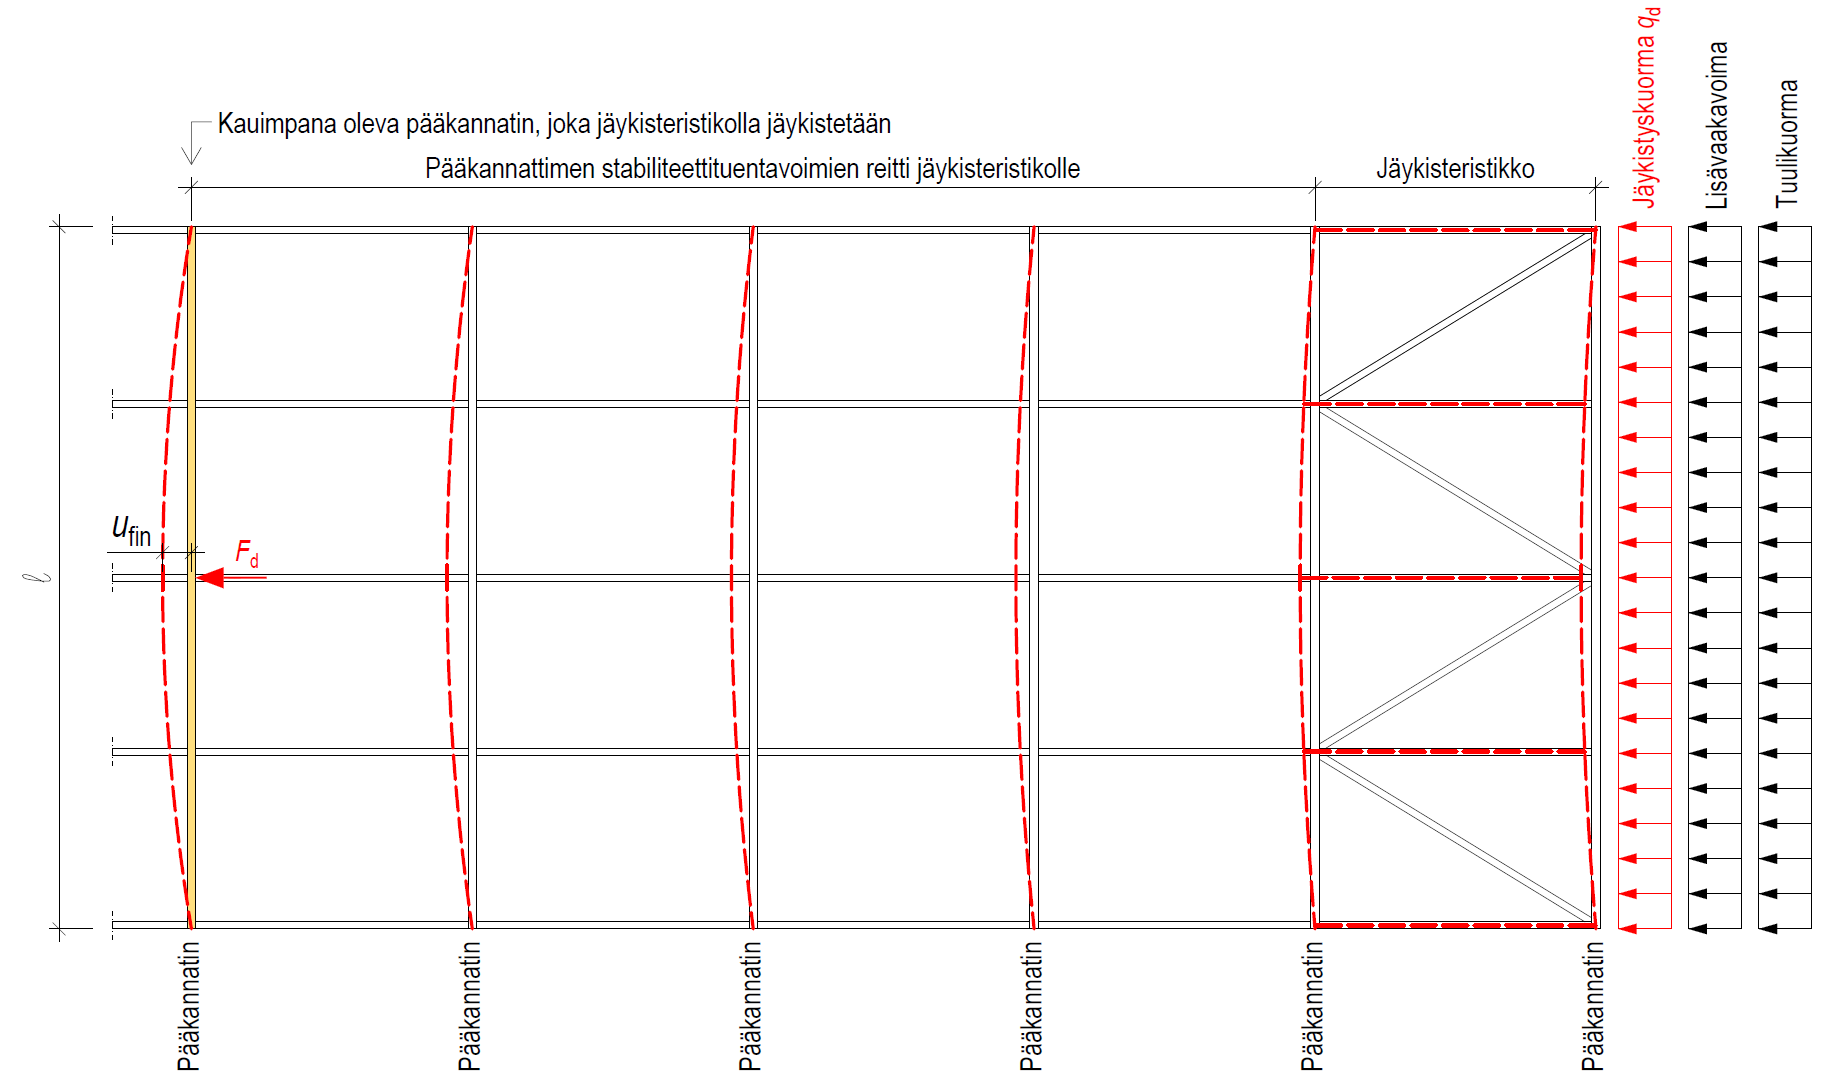 Kauimpana oleva pääkannatin, joka jäykisteristikolla jäykistetään
Pääkannattimen stabiliteettituentavoimien reitti jäykisteristikolle
Jäykisteristikko
Jäykistyskuorma qd
Lisävaakavoima
Tuulikuorma
ufin
Fd
ℓ
Pääkannatin
Pääkannatin
Pääkannatin
Pääkannatin
Pääkannatin
Pääkannatin